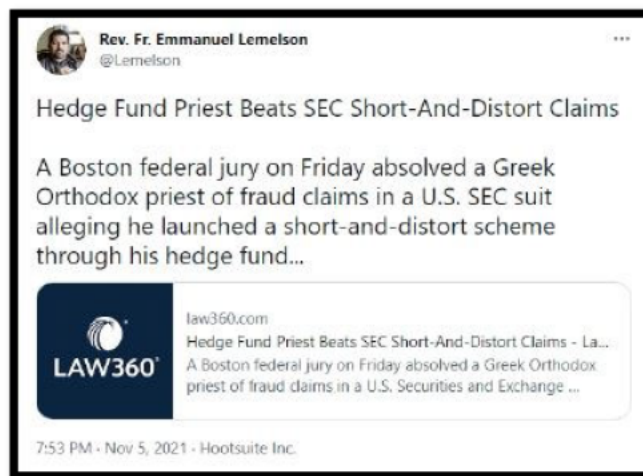 Rev. Fr. Emmanuel Lemelson
@Lemelson
Hedge Fund Priest Beats SEC Short-And-Distort Claims
A Boston federal jury on Friday absolved a Greek
Orthodox priest of fraud claims in a U.S. SEC suit
alleging he launched a short-and-distort scheme
through his hedge fund...
LAW360
law360.com
Hedge Fund Priest Beats SEC Short-And-Distort Claims - La...
A Boston federal jury on Friday absolved a Greek Orthodox
priest of fraud claims in a U.S. Securities and Exchange ...
7:53 PM · Nov 5, 2021 · Hootsuite Inc.